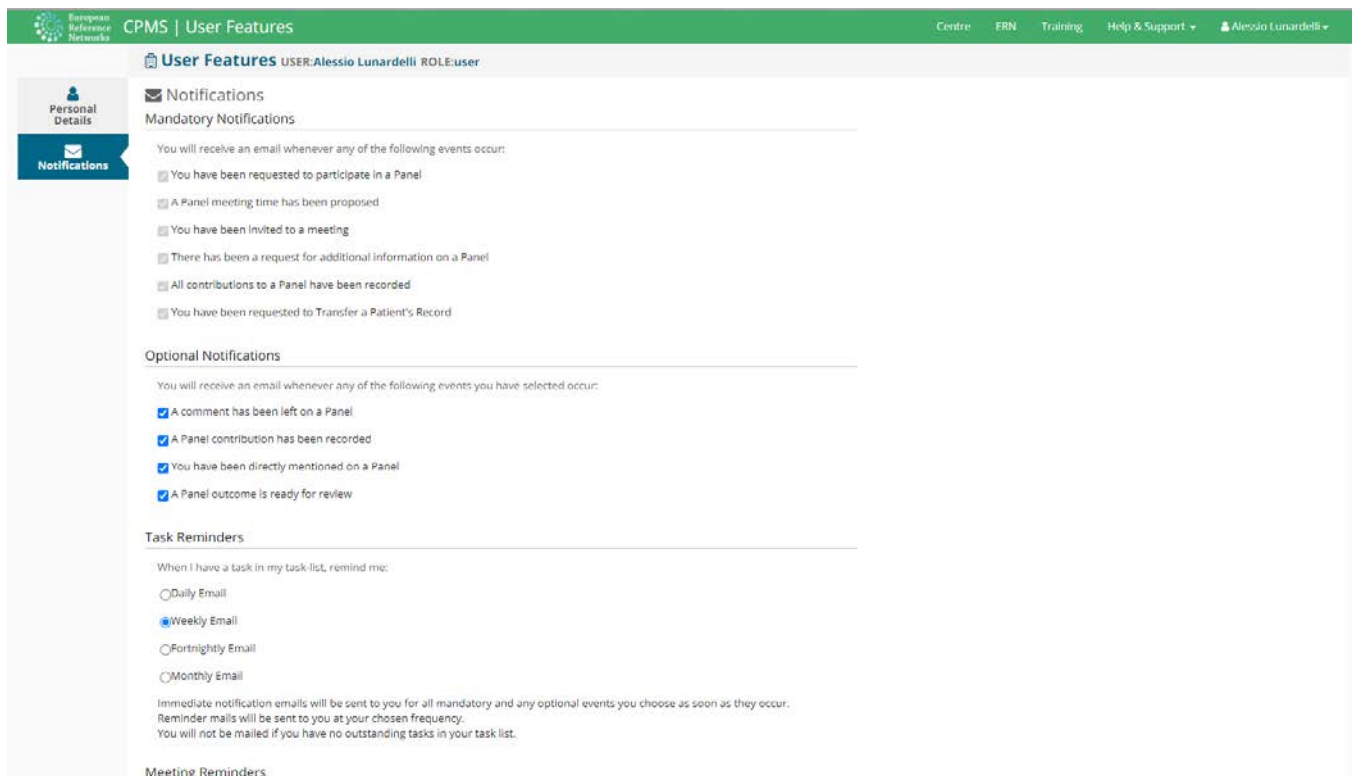 European
Reference
Networks
CPMS | User Features
Centre ERN Training Help & Support Alessio Lunardelli
User Features USER:Alessio Lunardelli ROLE:user
Personal
Details
Notifications
Notifications
Mandatory Notifications
You will receive an email whenever any of the following events occur:
You have been requested to participate in a Panel
A Panel meeting time has been proposed
You have been invited to a meeting
There has been a request for additional information on a Panel
All contributions to a Panel have been recorded
You have been requested to Transfer a Patient's Record
Optional Notifications
You will receive an email whenever any of the following events you have selected occur:
A comment has been left on a Panel
A Panel contribution has been recorded
You have been directly mentioned on a Panel
A Panel outcome is ready for review
Task Reminders
When I have a task in my task-list, remind me:
Daily Email
Weekly Email
Fortnightly Email
Monthly Email
Immediate notification emails will be sent to you for all mandatory and any optional events you choose as soon as they occur.
Reminder mails will be sent to you at your chosen frequency.
You will not be mailed if you have no outstanding tasks in your task list.
Meeting Reminders